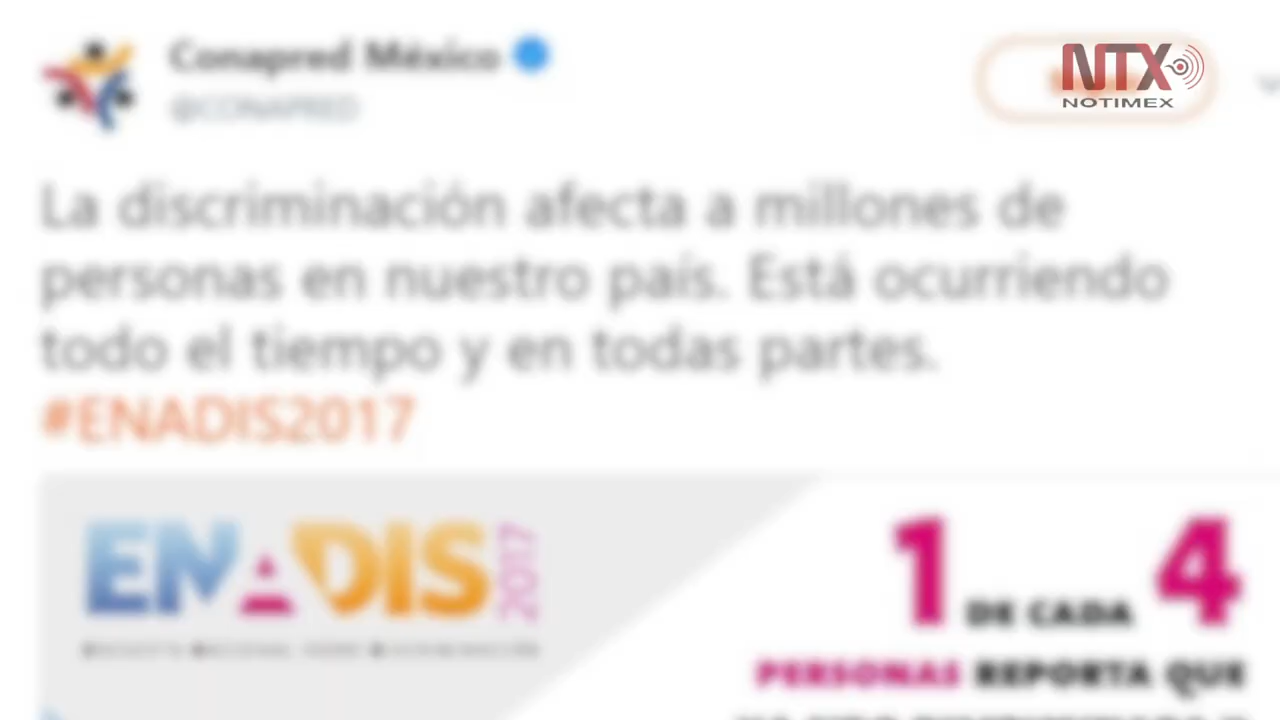 Conapred México
@CONAPRED
NTX
NOTIMEX
La discriminación afecta a millones de
personas en nuestro país. Está ocurriendo
todo el tiempo y en todas partes.
#ENADIS2017
ENADIS 2017
1 DE CADA 4
PERSONAS REPORTA QUE